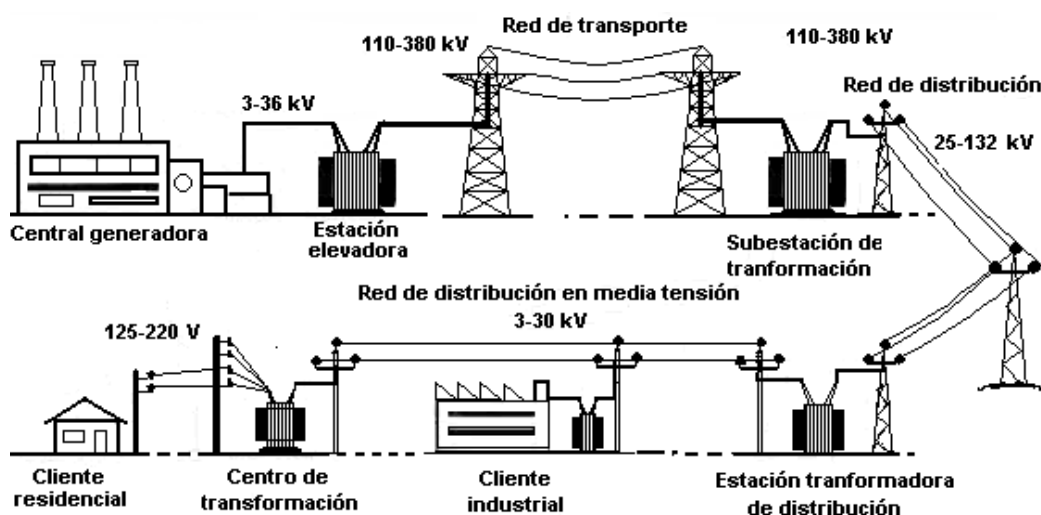 Red de transporte
110-380 kV
110-380 kV
3-36 kV
Red de distribución
25-132 kV
Central generadora
Estación
elevadora
Subestación de
tranformación
Red de distribución en media tensión
3-30 kV
125-220 V
Cliente
residencial
Centro de
transformación
Cliente
industrial
Estación tranformadora
de distribución